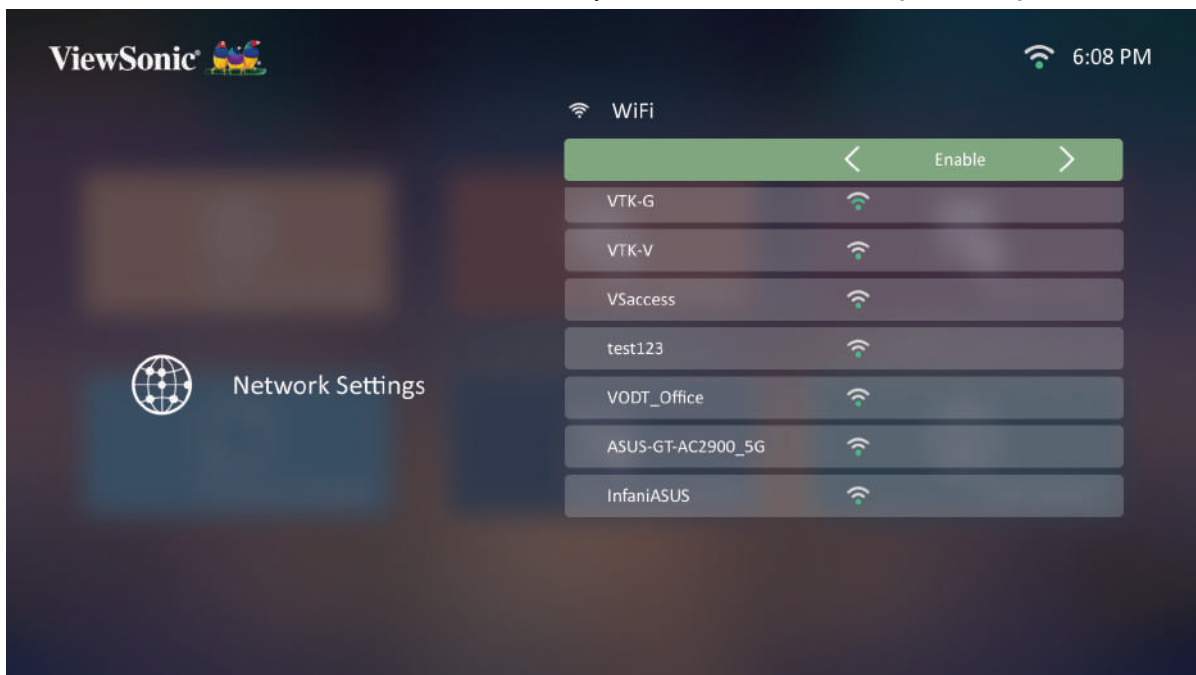 ViewSonic®
6:08 PM
WiFi
Enable
VTK-G
VTK-V
VSaccess
test123
Network Settings
VODT_Office
ASUS-GT-AC2900_5G
InfaniASUS